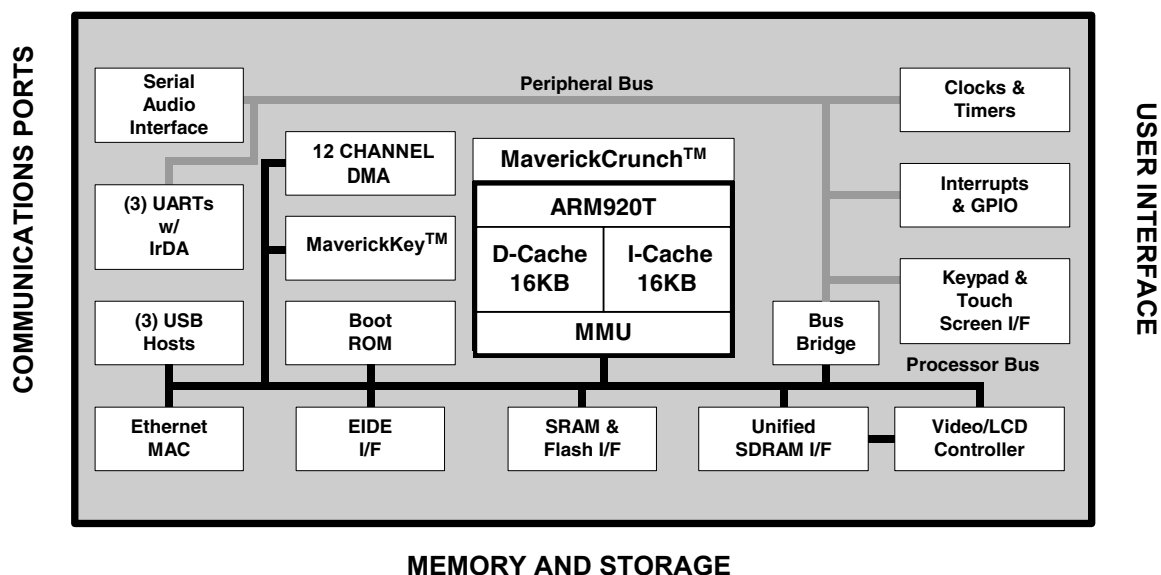 COMMUNICATIONS PORTS
Serial
Audio
Interface
Peripheral Bus
Clocks &
Timers
12 CHANNEL
DMA
MaverickCrunch™
(3) UARTs
w/
IrDA
MaverickKey™
ARM920T
D-Cache
16KB
I-Cache
16KB
MMU
Interrupts
& GPIO
Keypad &
Touch
Screen I/F
(3) USB
Hosts
Boot
ROM
Bus
Bridge
Processor Bus
Ethernet
MAC
EIDE
I/F
SRAM &
Flash I/F
Unified
SDRAM I/F
Video/LCD
Controller
USER INTERFACE
MEMORY AND STORAGE